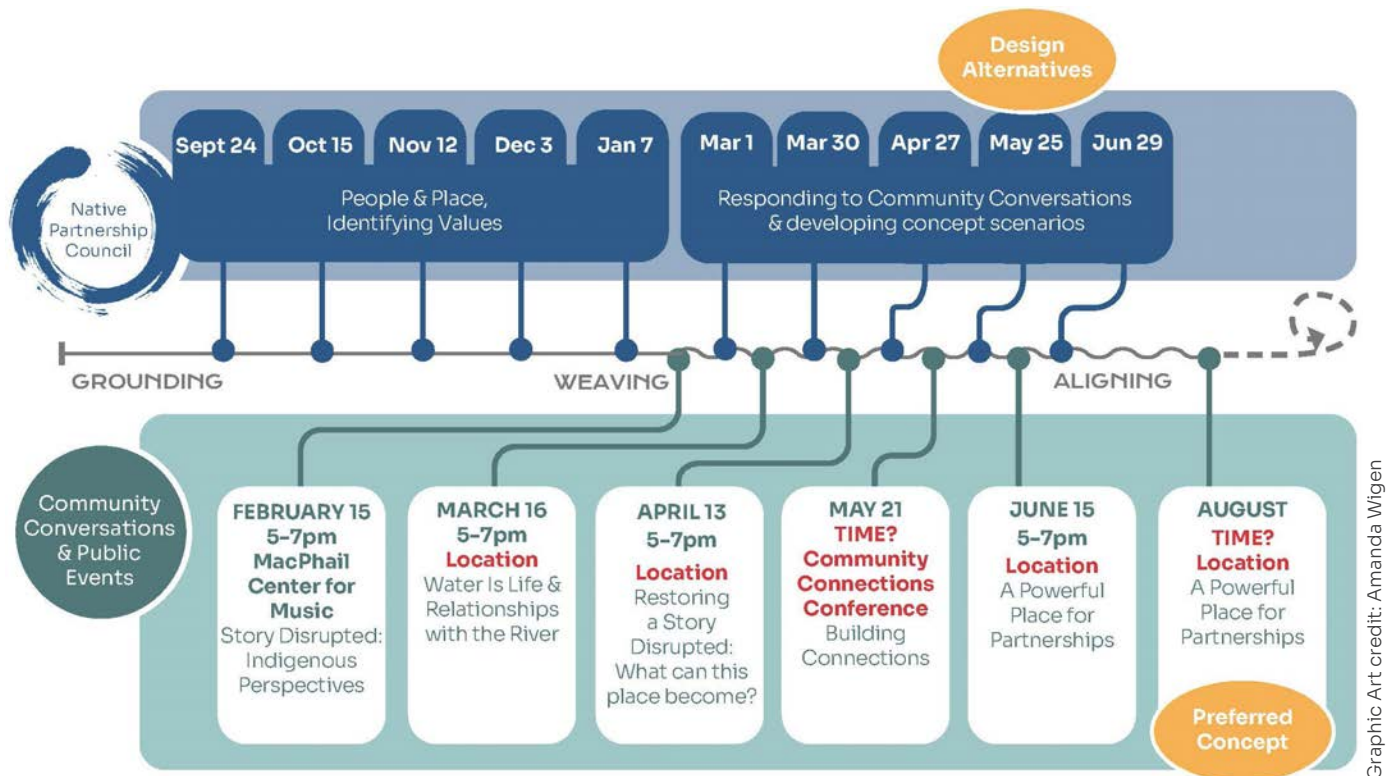 Design
Alternatives
Sept 24
Oct 15
Nov 12
Dec 3
Jan 7
Mar 1
Mar 30
Apr 27
May 25
Jun 29
Native
Partnership
Council
People & Place,
Identifying Values
Responding to Community Conversations
& developing concept scenarios
GROUNDING
WEAVING
ALIGNING
Community
Conversations
& Public
Events
FEBRUARY 15
5-7pm
MacPhail
Center for
Music
Story Disrupted:
Indigenous
Perspectives
MARCH 16
5-7pm
Location
Water Is Life &
Relationships
with the River
APRIL 13
5-7pm
Location
Restoring
a Story
Disrupted:
What can this
place become?
MAY 21
TIME?
Community
Connections
Conference
Building
Connections
JUNE 15
5-7pm
Location
A Powerful
Place for
Partnerships
AUGUST
TIME?
Location
A Powerful
Place for
Partnerships
Preferred
Concept
Graphic Art credit: Amanda Wigen